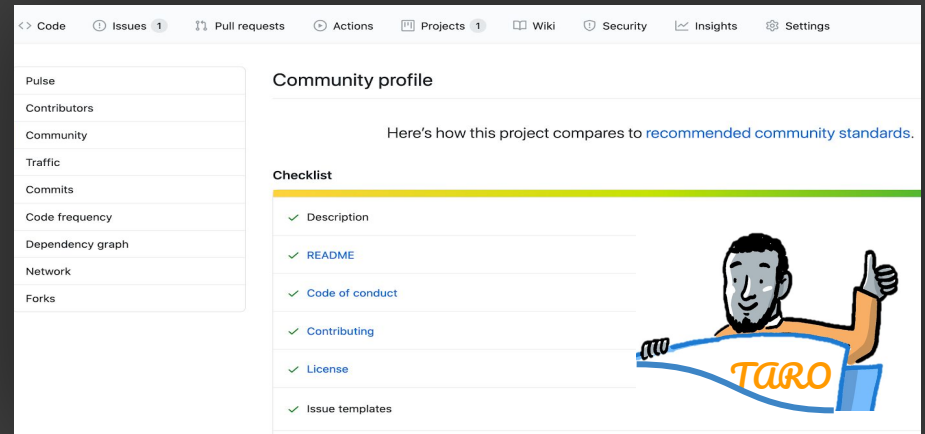 Code Issues 1 Pull requests Actions Projects 1 Wiki Security Insights Settings
Pulse
Contributors
Community
Traffic
Commits
Code frequency
Dependency graph
Network
Forks
Community profile
Here's how this project compares to recommended community standards.
Checklist
Description
README
Code of conduct
Contributing
License
Issue templates
TARO